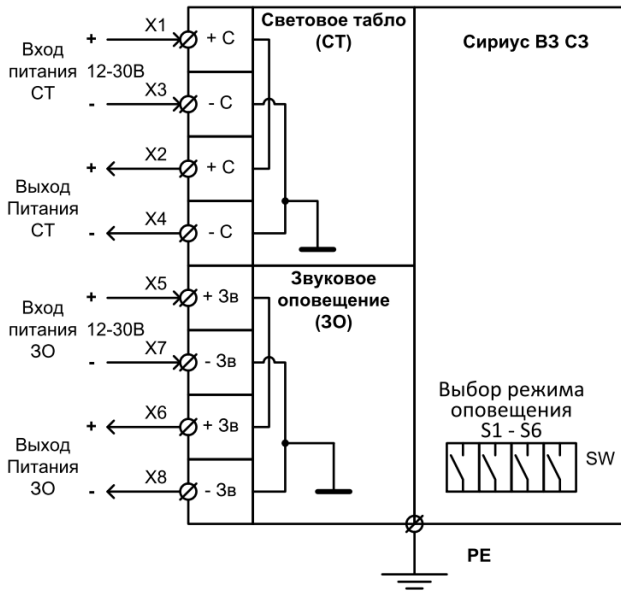 Световое табло
(СТ)
Сириус ВЗ СЗ
Вход
питания
СТ
12-30В
+
X1
+ С
-
X3
- С
Выход
Питания
СТ
+
X2
+ С
-
X4
- С
Звуковое
оповещение
(ЗО)
Вход
питания
ЗО
12-30В
+
X5
+ Зв
-
X7
- Зв
Выход
Питания
ЗО
+
X6
+ Зв
-
X8
- Зв
Выбор режима
оповещения
S1 - S6
SW
PE